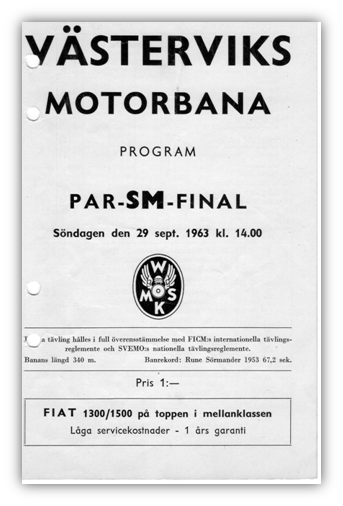 VÄSTERVIKS
MOTORBANA
PROGRAM
PAR-SM-FINAL
Söndagen den 29 sept. 1963 kl. 14.00
W
M S
K
tävling hålles i full överensstämmelse med FICM:s internationella tävlings-
reglemente och SVEMO:s nationella tävlingsreglemente.
Banans längd 340 m. Banrekord: Rune Sörmander 1953 67,2 sek.
Pris 1:—
FIAT 1300/1500 på toppen i mellanklassen
Låga servicekostnader - 1 års garanti